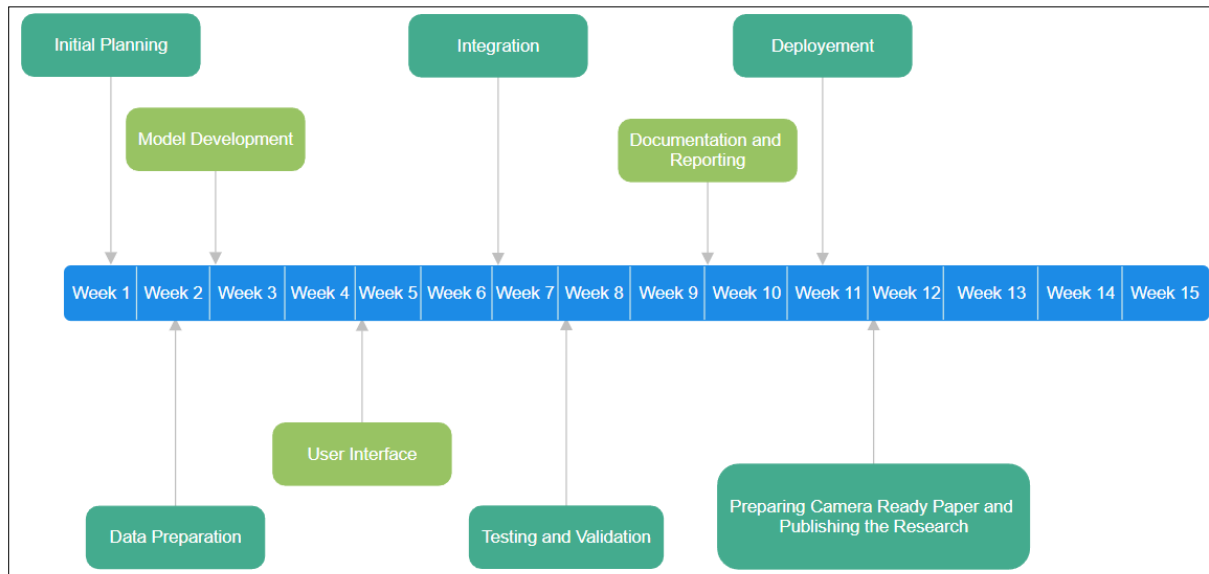 Initial Planning
Integration
Deployement
Model Development
Documentation and
Reporting
Week 1 Week 2 Week 3 Week 4 Week 5 Week 6 Week 7 Week 8 Week 9 Week 10 Week 11 Week 12 Week 13 Week 14 Week 15
User Interface
Data Preparation
Testing and Validation
Preparing Camera Ready Paper and
Publishing the Research